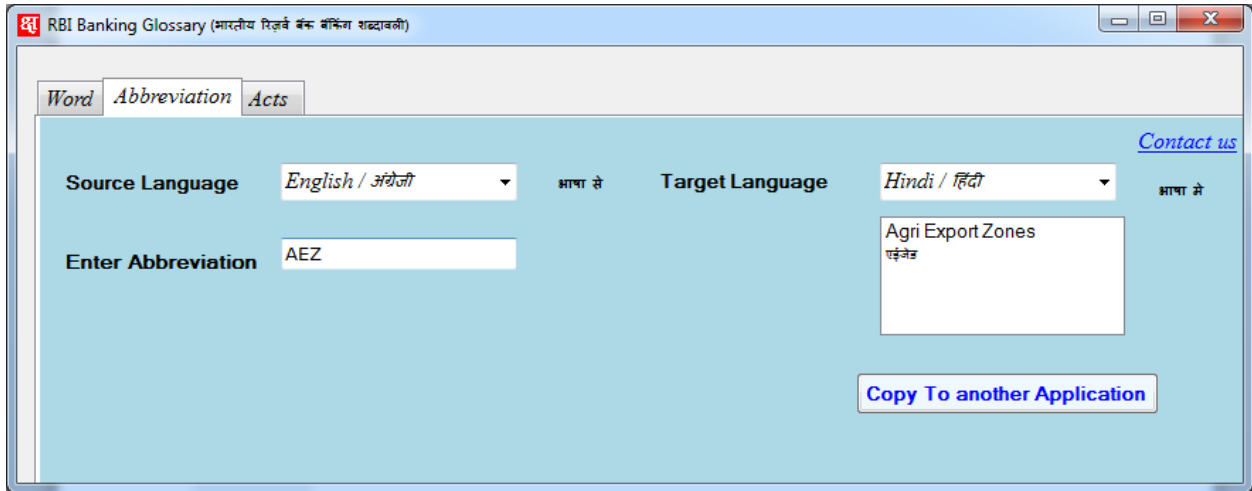 क्ष RBI Banking Glossary (भारतीय रिज़र्व बैंक बैंकिंग शब्दावली)
Word Abbreviation Acts
Contact us
Source Language English / अंग्रेजी भाषा से Target Language Hindi / हिंदी भाषा मे
Enter Abbreviation AEZ
Agri Export Zones
एईजेड
Copy To another Application